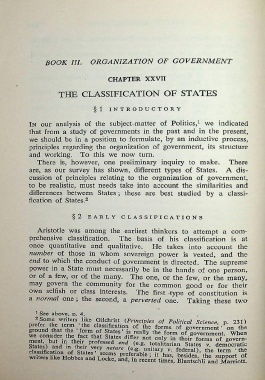 BOOK III. ORGANIZATION OF GOVERNMENT
CHAPTER XXVII
THE CLASSIFICATION OF STATES
§ 1 INTRODUCTORY
IN our analysis of the subject-matter of Politics,¹ we indicated
that from a study of governments in the past and in the present,
we should be in a position to formulate, by an inductive process,
principles regarding the organization of government, its structure
and working. To this we now turn.
There is, however, one preliminary inquiry to make. There
are, as our survey has shown, different types of States. A dis-
cussion of principles relating to the organization of government,
to be realistic, must needs take into account the similarities and
differences between States; these are best studied by a classi-
fication of States.²
§ 2 EARLY CLASSIFICATIONS
Aristotle was among the earliest thinkers to attempt a com-
prehensive classification. The basis of his classification is at
once quantitative and qualitative. He takes into account the
number of those in whom sovereign power is vested, and the
end to which the conduct of government is directed. The supreme
power in a State must necessarily be in the hands of one person,
or of a few, or of the many. The one, or the few, or the many,
may govern the community for the common good or for their
own selfish or class interests. The first type of constitution is
a normal one; the second, a perverted one. Taking these two
¹ See above, p. 4.
² Some writers like Gilchrist (Principles of Political Science, p. 231)
prefer the term 'the classification of the forms of government' on the
ground that the 'form of State' is really the form of government. When
we consider the fact that States differ not only in their forms of govern-
ment, but in their professed end (e.g. totalitarian States v. democratic
States) and in their very nature (e.g. unitary v. federal), the term 'the
classification of States' seems preferable; it has, besides, the support of
writers like Hobbes and Locke, and, in recent times, Bluntschli and Marriott.